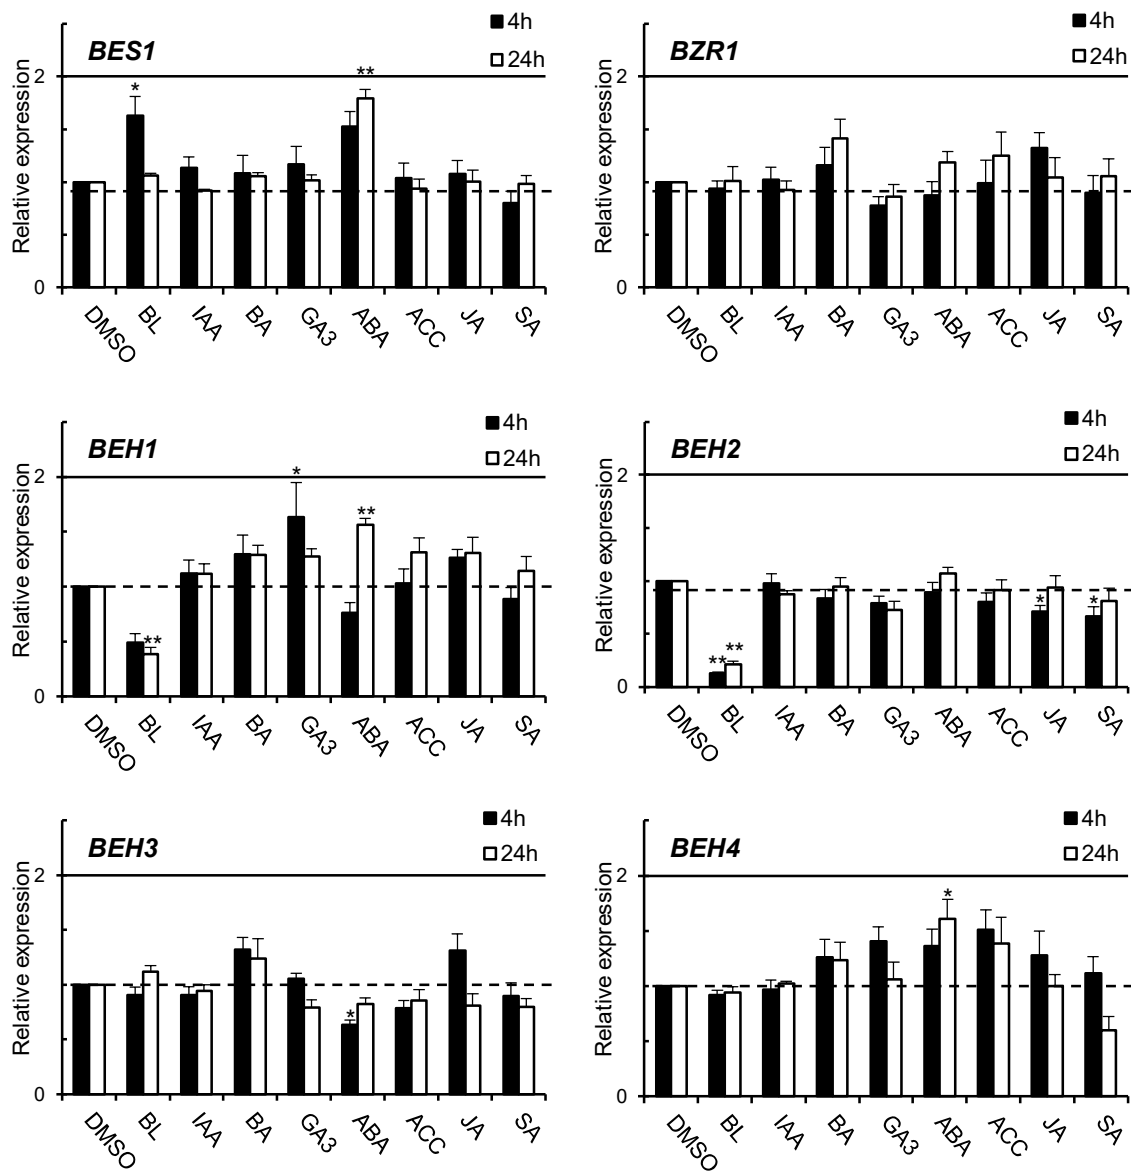 BES1
4h
24h
Relative expression
2
0
*
**
DMSO
BL
IAA
BA
GA3
ABA
ACC
JA
SA
BZR1
4h
24h
Relative expression
2
0
DMSO
BL
IAA
BA
GA3
ABA
ACC
JA
SA
BEH1
4h
24h
Relative expression
2
0
**
*
**
DMSO
BL
IAA
BA
GA3
ABA
ACC
JA
SA
BEH2
4h
24h
Relative expression
2
0
**
**
*
*
DMSO
BL
IAA
BA
GA3
ABA
ACC
JA
SA
BEH3
4h
24h
Relative expression
2
0
*
DMSO
BL
IAA
BA
GA3
ABA
ACC
JA
SA
BEH4
4h
24h
Relative expression
2
0
*
DMSO
BL
IAA
BA
GA3
ABA
ACC
JA
SA